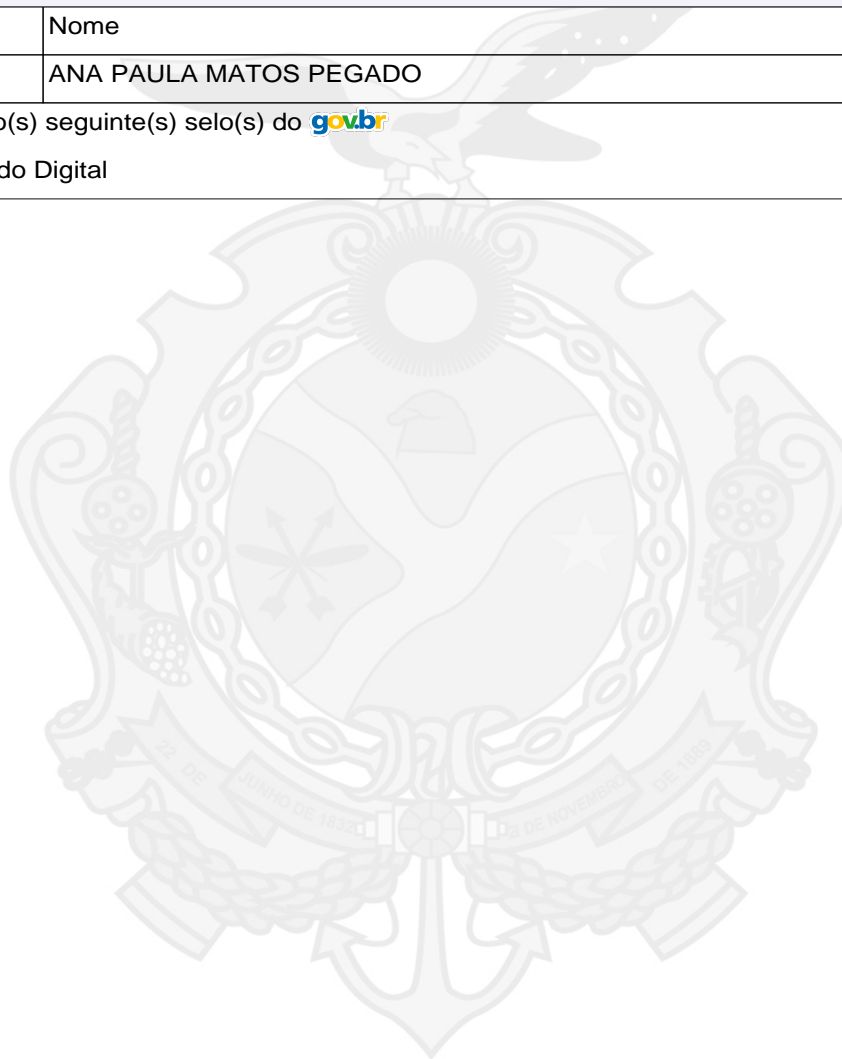 Nome
ANA PAULA MATOS PEGADO
o(s) seguinte(s) selo(s) do gov.br
do Digital
22 DE JUNHO DE 1832
21 DE NOVEMBRO DE 1889